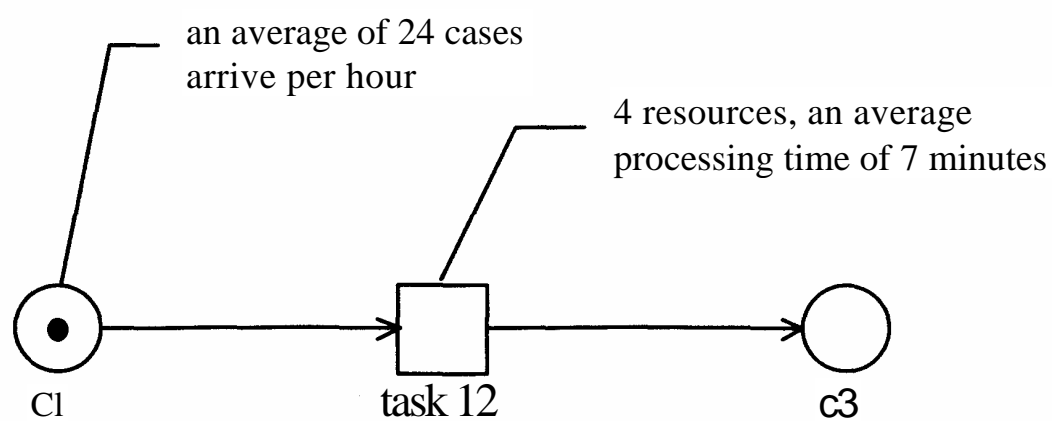 an average of 24 cases
arrive per hour
4 resources, an average
processing time of 7 minutes
Cl
task 12
c3